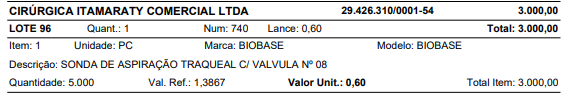 CIRÚRGICA ITAMARATY COMERCIAL LTDA 29.426.310/0001-54 3.000,00
LOTE 96 Quant.: 1 Num: 740 Lance: 0,60 Total: 3.000,00
Item: 1 Unidade: PC Marca: BIOBASE Modelo: BIOBASE
Descrição: SONDA DE ASPIRAÇÃO TRAQUEAL C/ VALVULA Nº 08
Quantidade: 5.000 Val. Ref.: 1,3867 Valor Unit.: 0,60 Total Item: 3.000,00